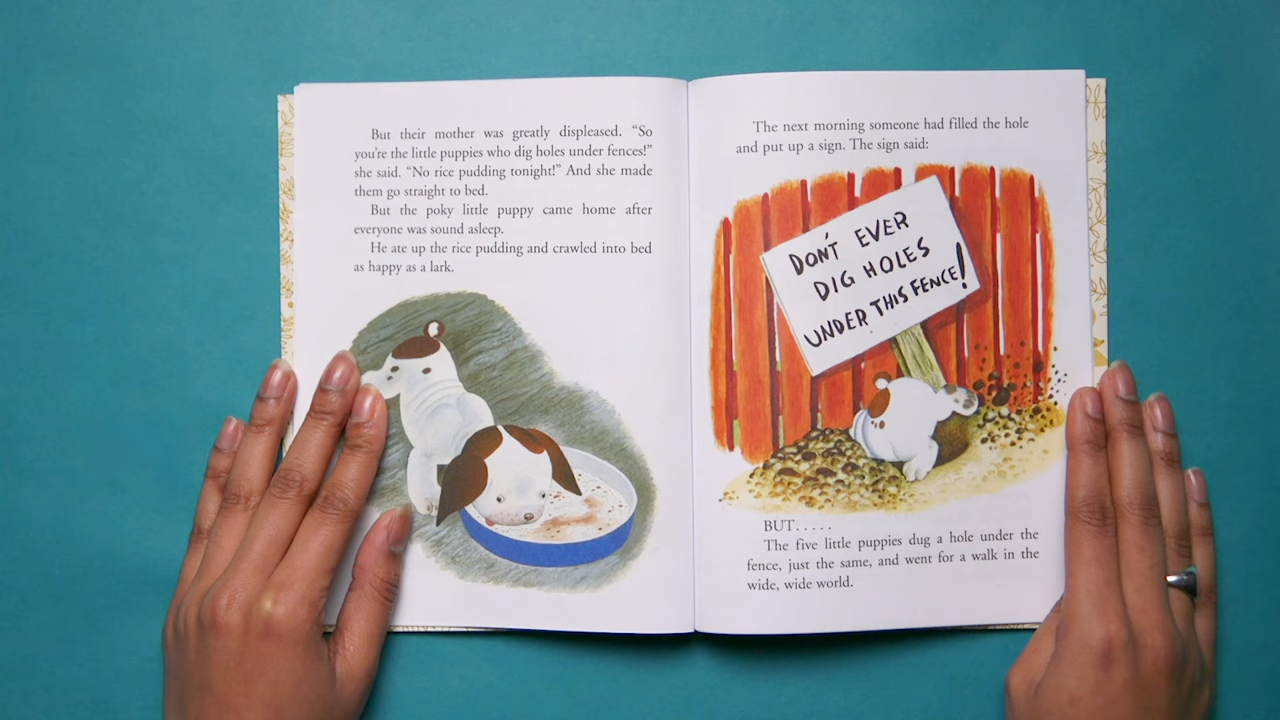 But their mother was greatly displeased. “So
you’re the little puppies who dig holes under fences!”
she said. “No rice pudding tonight!” And she made
them go straight to bed.
But the poky little puppy came home after
everyone was sound asleep.
He ate up the rice pudding and crawled into bed
as happy as a lark.
The next morning someone had filled the hole
and put up a sign. The sign said:
DON'T EVER
DIG HOLES
UNDER THIS FENCE!
BUT. . . . .
The five little puppies dug a hole under the
fence, just the same, and went for a walk in the
wide, wide world.